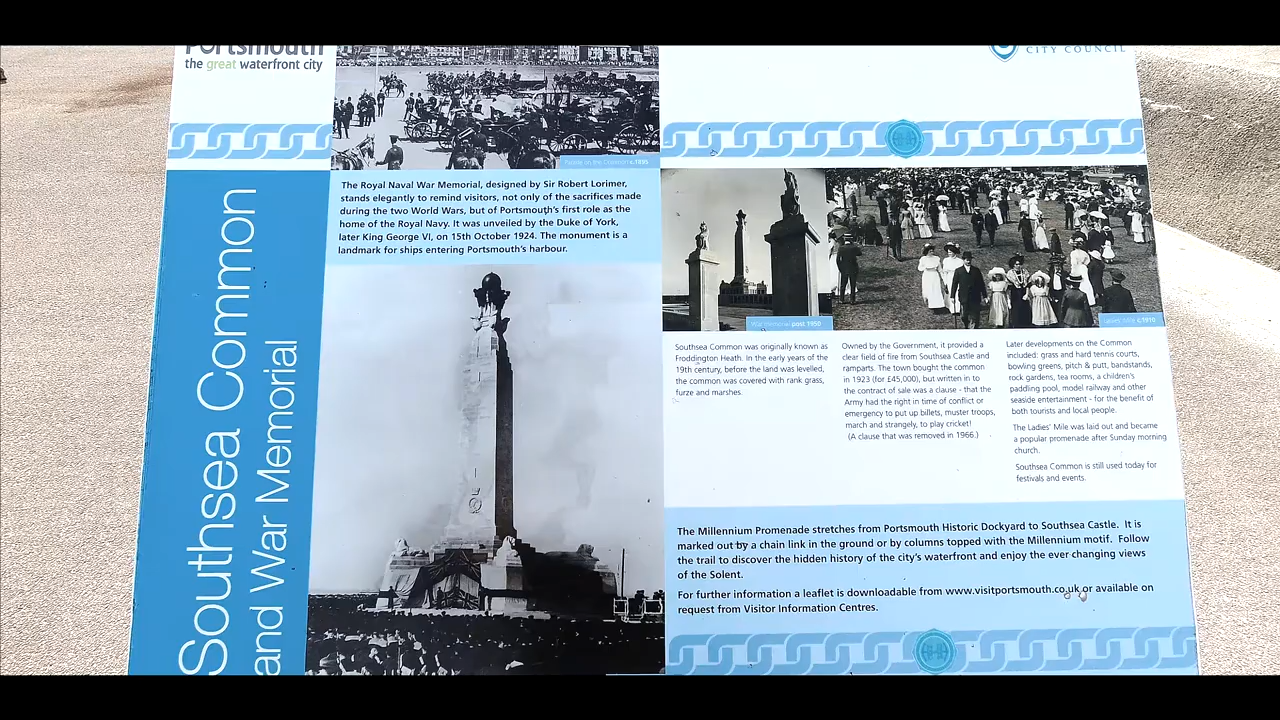 Portsmouth
the great waterfront city
CITY COUNCIL
Southsea Common
and War Memorial
Parade on the Common c.1895
The Royal Naval War Memorial, designed by Sir Robert Lorimer,
stands elegantly to remind visitors, not only of the sacrifices made
during the two World Wars, but of Portsmouth's first role as the
home of the Royal Navy. It was unveiled by the Duke of York,
later King George VI, on 15th October 1924. The monument is a
landmark for ships entering Portsmouth's harbour.
War Memorial post 1950
Ladies' Mile c.1910
Southsea Common was originally known as
Froddington Heath. In the early years of the
19th century, before the land was levelled,
the common was covered with rank grass,
furze and marshes.
Owned by the Government, it provided a
clear field of fire from Southsea Castle and
ramparts. The town bought the common
in 1923 (for £45,000), but written in to
the contract of sale was a clause - that the
Army had the right in time of conflict or
emergency to put up billets, muster troops,
march and strangely, to play cricket!
(A clause that was removed in 1966.)
Later developments on the Common
included: grass and hard tennis courts,
bowling greens, pitch & putt, bandstands,
rock gardens, tea rooms, a children's
paddling pool, model railway and other
seaside entertainment - for the benefit of
both tourists and local people.
The Ladies' Mile was laid out and became
a popular promenade after Sunday morning
church.
Southsea Common is still used today for
festivals and events.
The Millennium Promenade stretches from Portsmouth Historic Dockyard to Southsea Castle. It is
marked out by a chain link in the ground or by columns topped with the Millennium motif. Follow
the trail to discover the hidden history of the city's waterfront and enjoy the ever-changing views
of the Solent.
For further information a leaflet is downloadable from www.visitportsmouth.co.uk or available on
request from Visitor Information Centres.